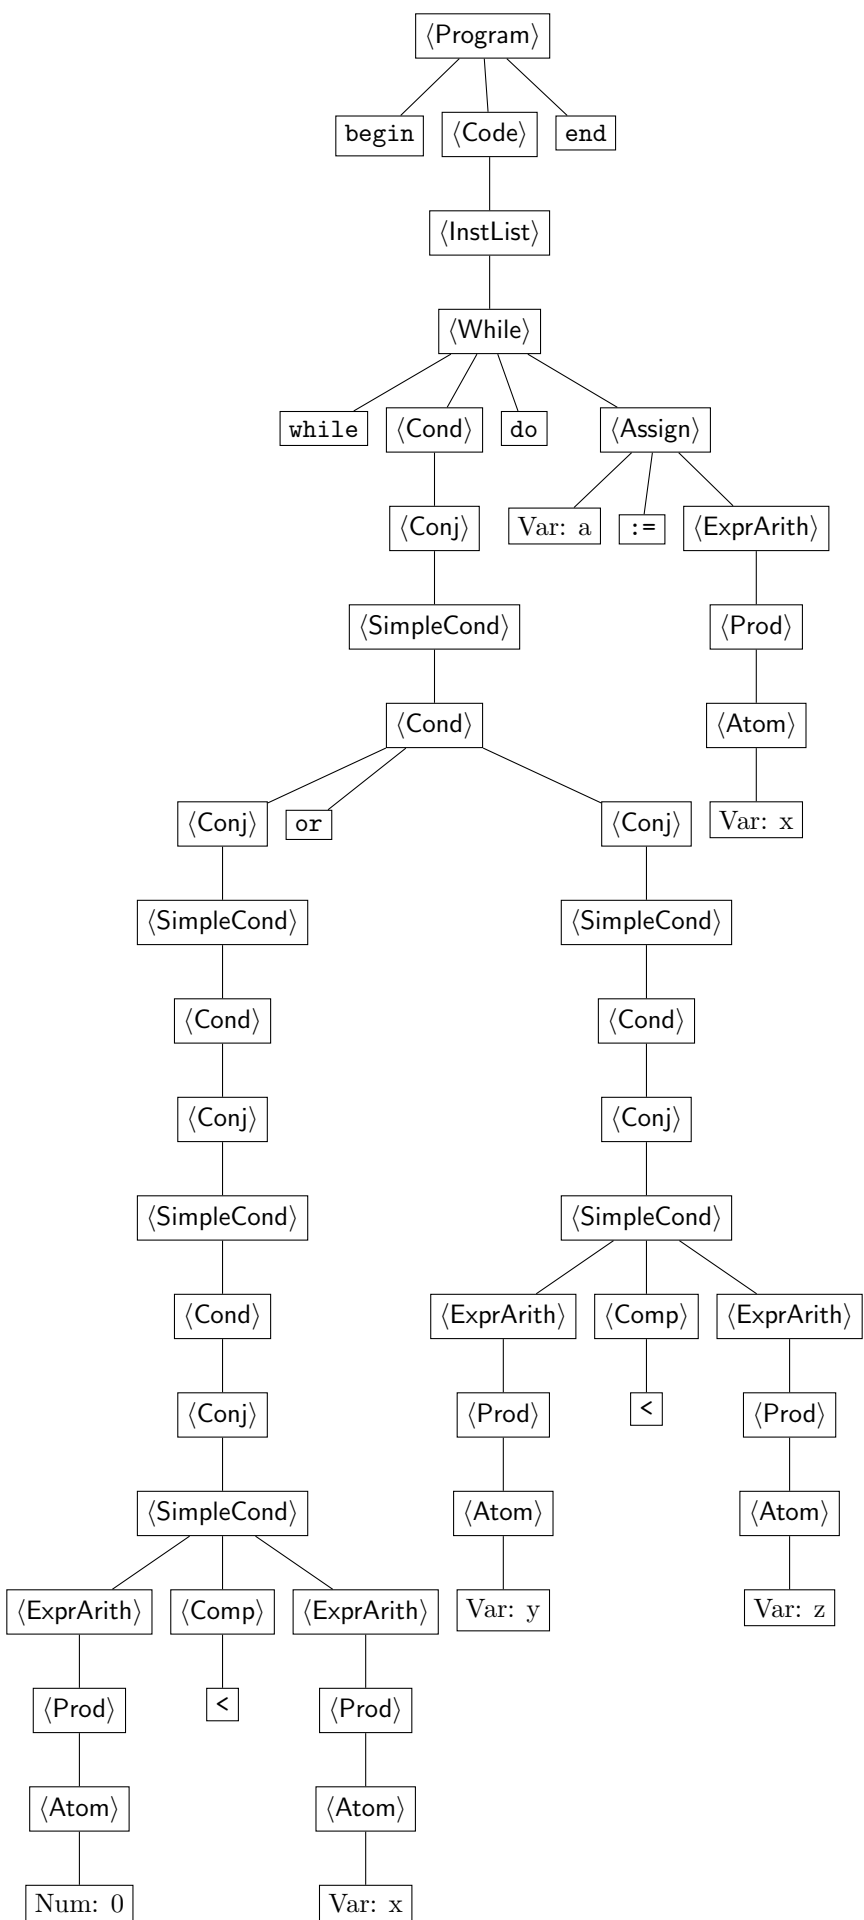 ⟨Program⟩
begin ⟨Code⟩ end
⟨InstList⟩
⟨While⟩
while ⟨Cond⟩ do ⟨Assign⟩
⟨Conj⟩ Var: a := ⟨ExprArith⟩
⟨SimpleCond⟩ ⟨Prod⟩
⟨Cond⟩ ⟨Atom⟩
⟨Conj⟩ or ⟨Conj⟩ Var: x
⟨SimpleCond⟩ ⟨SimpleCond⟩
⟨Cond⟩ ⟨Cond⟩
⟨Conj⟩ ⟨Conj⟩
⟨SimpleCond⟩ ⟨SimpleCond⟩
⟨Cond⟩ ⟨ExprArith⟩ ⟨Comp⟩ ⟨ExprArith⟩
⟨Conj⟩ ⟨Prod⟩ < ⟨Prod⟩
⟨SimpleCond⟩ ⟨Atom⟩ ⟨Atom⟩
⟨ExprArith⟩ ⟨Comp⟩ ⟨ExprArith⟩ Var: y Var: z
⟨Prod⟩ < ⟨Prod⟩
⟨Atom⟩ ⟨Atom⟩
Num: 0 Var: x